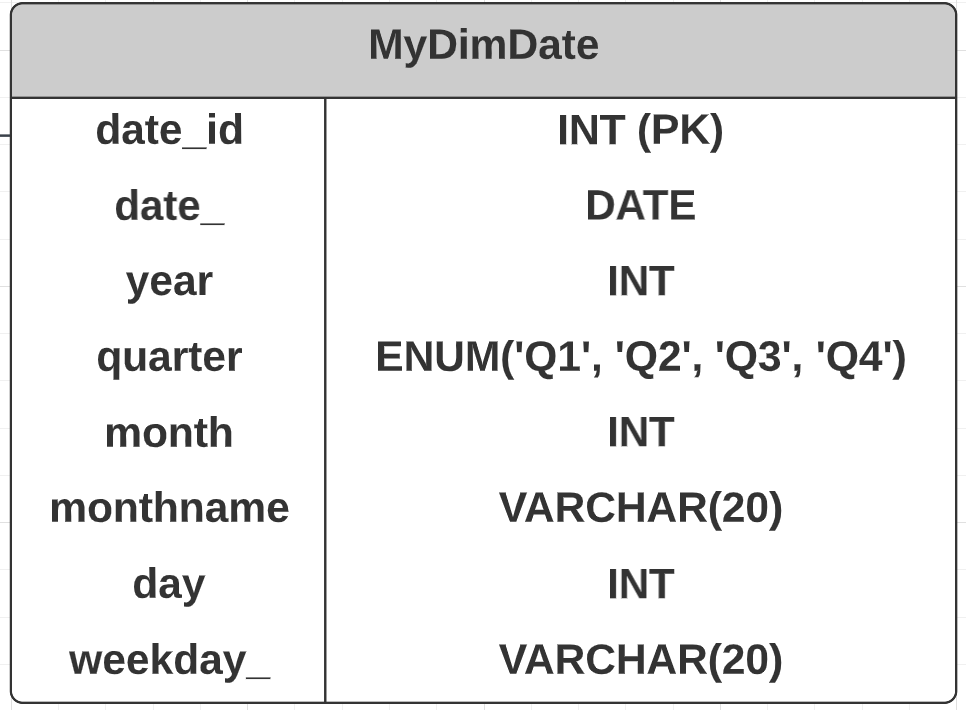 MyDimDate
date_id INT (PK)
date_ DATE
year INT
quarter ENUM('Q1', 'Q2', 'Q3', 'Q4')
month INT
monthname VARCHAR(20)
day INT
weekday_ VARCHAR(20)